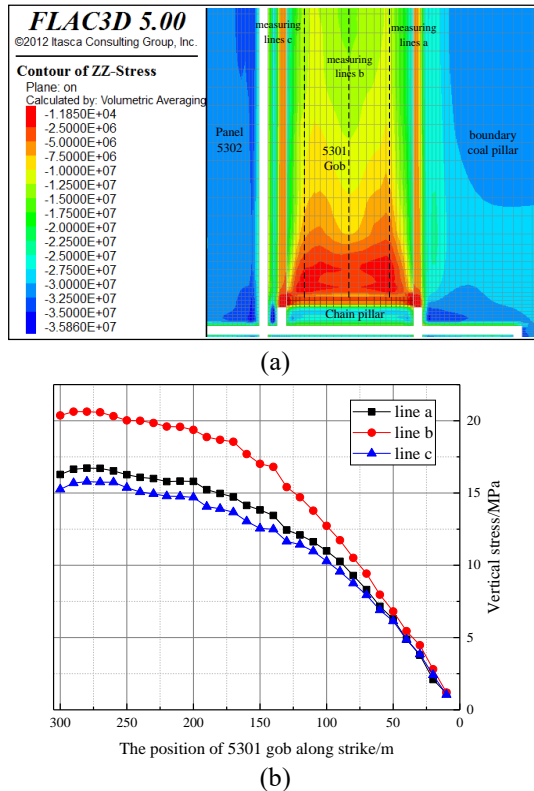 FLAC3D 5.00
©2012 Itasca Consulting Group, Inc.
Contour of ZZ-Stress
Plane: on
Calculated by: Volumetric Averaging
-1.1850E+04
-2.5000E+06
-5.0000E+06
-7.5000E+06
-1.0000E+07
-1.2500E+07
-1.5000E+07
-1.7500E+07
-2.0000E+07
-2.2500E+07
-2.5000E+07
-2.7500E+07
-3.0000E+07
-3.2500E+07
-3.5000E+07
-3.5860E+07
measuring
lines c
measuring
lines b
measuring
lines a
Panel
5302
5301
Gob
boundary
coal pillar
Chain pillar
(a)
line a
line b
line c
20
15
10
5
0
Vertical stress/MPa
300
250
200
150
100
50
0
The position of 5301 gob along strike/m
(b)